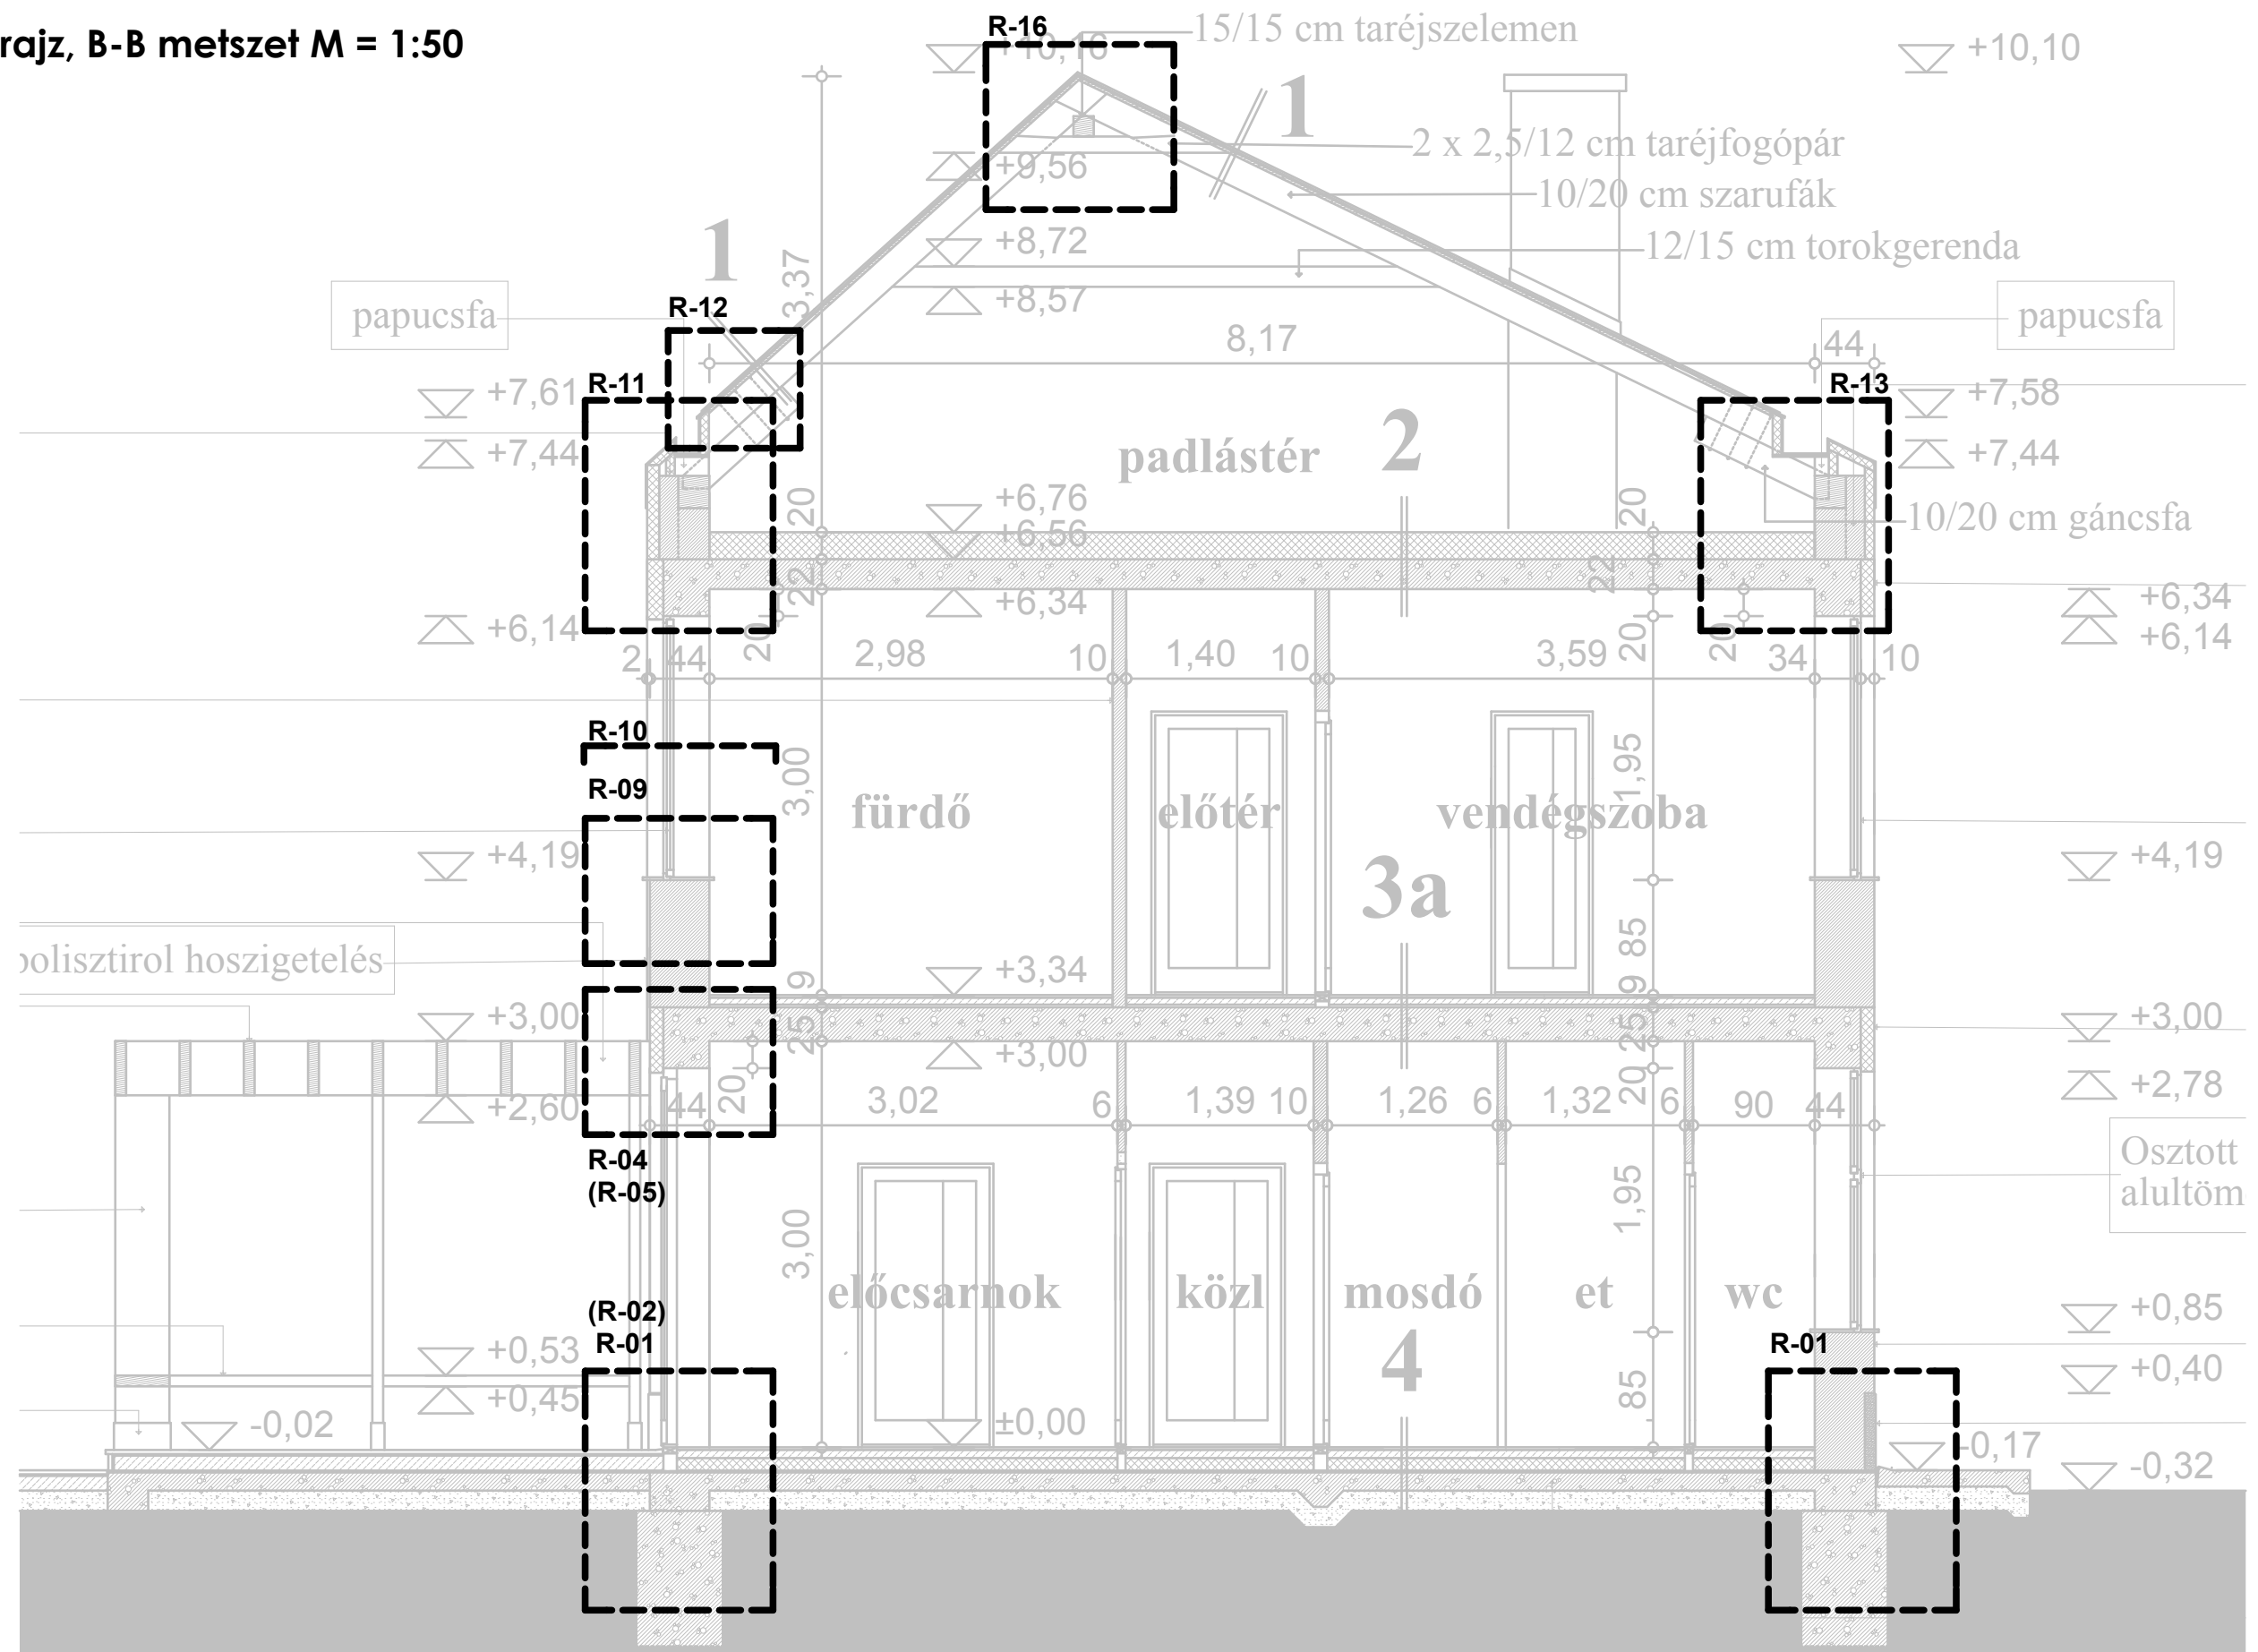 rajz, B-B metszet M = 1:50
R-16
+10,16
15/15 cm taréjszelemen
+10,10
1
2 x 2,5/12 cm taréjfogópár
+9,56
10/20 cm szarufák
1
+8,72
12/15 cm torokgerenda
3,37
+8,57
papucsfa
R-12
papucsfa
8,17
44
+7,61
R-11
R-13
+7,58
+7,44
padlástér
2
+7,44
20
+6,76
20
10/20 cm gáncsfa
+6,56
22
22
+6,34
+6,34
+6,14
20
20
20
+6,14
2
44
2,98
10
1,40
10
3,59
34
10
R-10
3,00
1,95
R-09
fürdő
előtér
vendégszoba
+4,19
+4,19
3a
85
polisztirol hoszigetelés
+3,34
9
9
+3,00
25
25
+3,00
+3,00
+2,60
+2,78
44
20
3,02
6
1,39
10
1,26
6
1,32
20
6
90
44
R-04
(R-05)
Osztott
alultöm
1,95
3,00
előcsarnok
közl
mosdó
et
wc
(R-02)
R-01
+0,85
R-01
+0,53
4
+0,40
+0,45
85
-0,02
±0,00
-0,17
-0,32